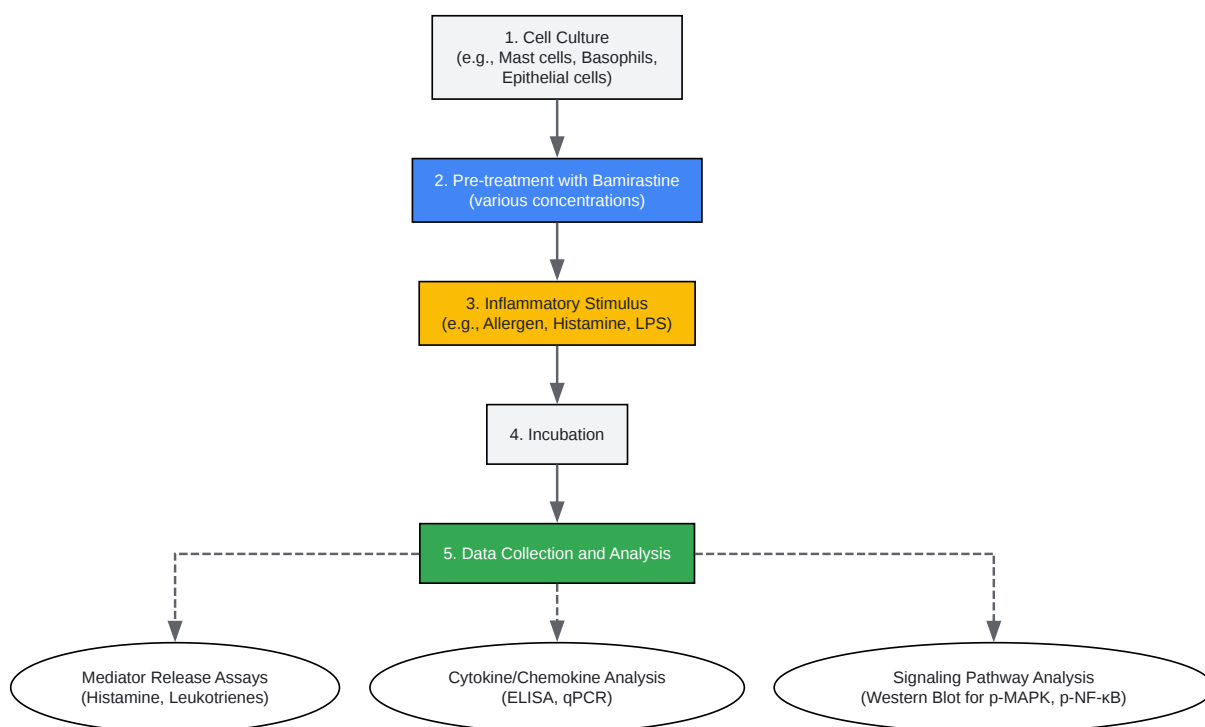 1. Cell Culture
(e.g., Mast cells, Basophils,
Epithelial cells)
2. Pre-treatment with Bamirastine
(various concentrations)
3. Inflammatory Stimulus
(e.g., Allergen, Histamine, LPS)
4. Incubation
5. Data Collection and Analysis
Mediator Release Assays
(Histamine, Leukotrienes)
Cytokine/Chemokine Analysis
(ELISA, qPCR)
Signaling Pathway Analysis
(Western Blot for p-MAPK, p-NF-κB)